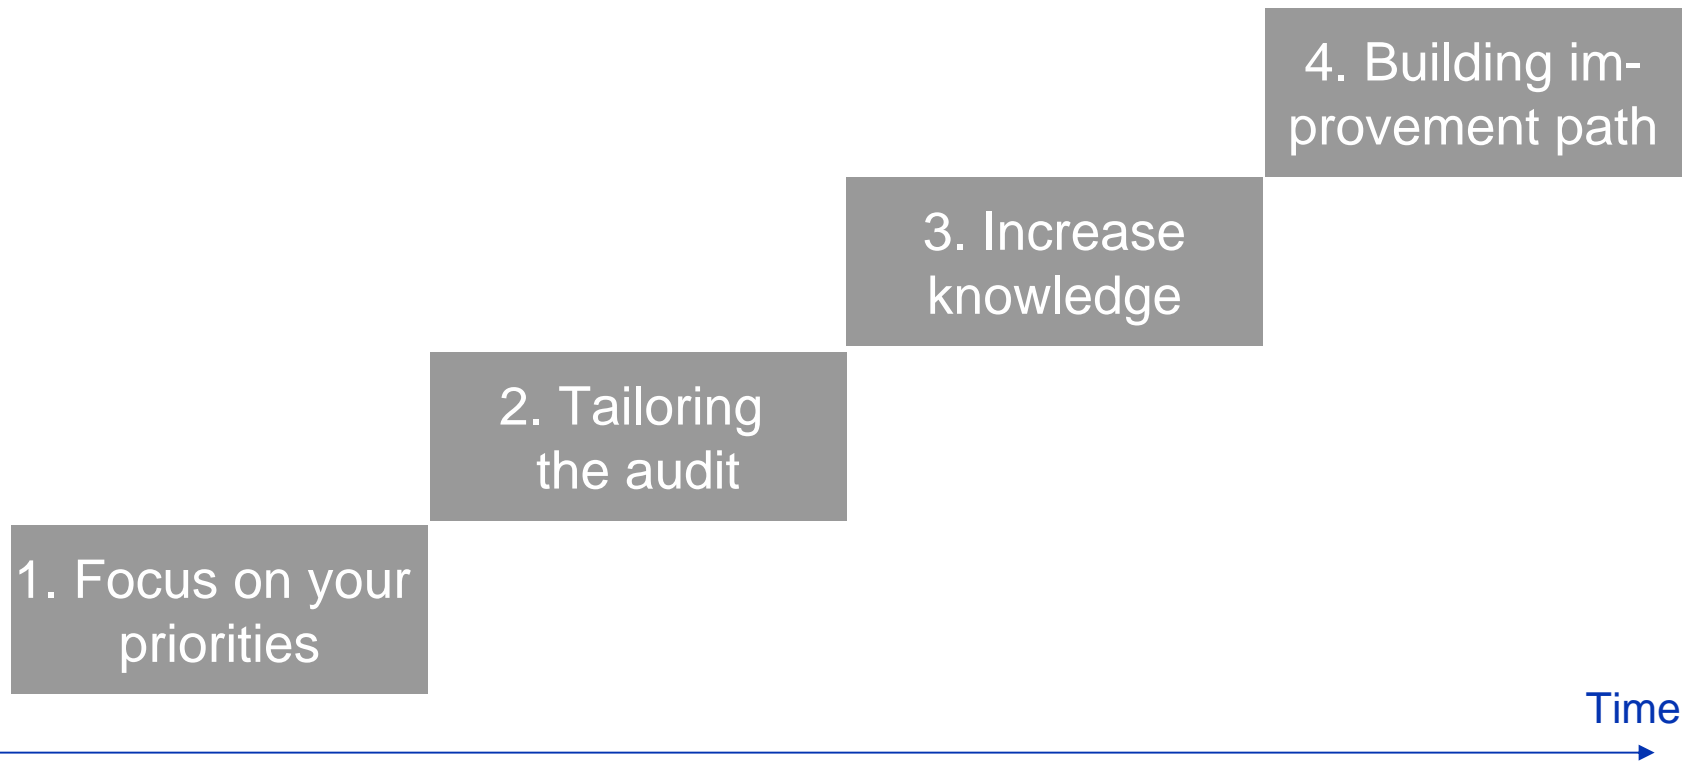 1. Focus on your
priorities
2. Tailoring
the audit
3. Increase
knowledge
4. Building im-
provement path
Time